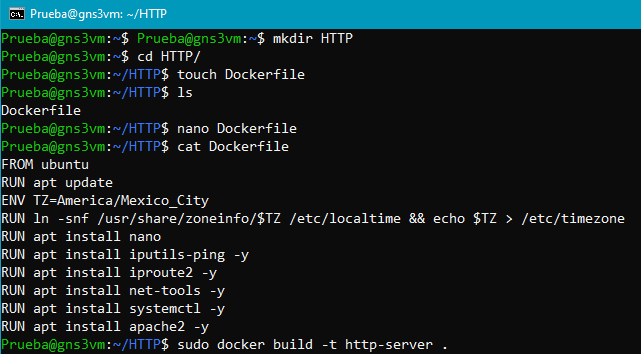 Prueba@gns3vm: ~/HTTP
Prueba@gns3vm:~$ Prueba@gns3vm:~$ mkdir HTTP
Prueba@gns3vm:~$ cd HTTP/
Prueba@gns3vm:~/HTTP$ touch Dockerfile
Prueba@gns3vm:~/HTTP$ ls
Dockerfile
Prueba@gns3vm:~/HTTP$ nano Dockerfile
Prueba@gns3vm:~/HTTP$ cat Dockerfile
FROM ubuntu
RUN apt update
ENV TZ=America/Mexico_City
RUN ln -snf /usr/share/zoneinfo/$TZ /etc/localtime && echo $TZ > /etc/timezone
RUN apt install nano
RUN apt install iputils-ping -y
RUN apt install iproute2 -y
RUN apt install net-tools -y
RUN apt install systemctl -y
RUN apt install apache2 -y
Prueba@gns3vm:~/HTTP$ sudo docker build -t http-server .